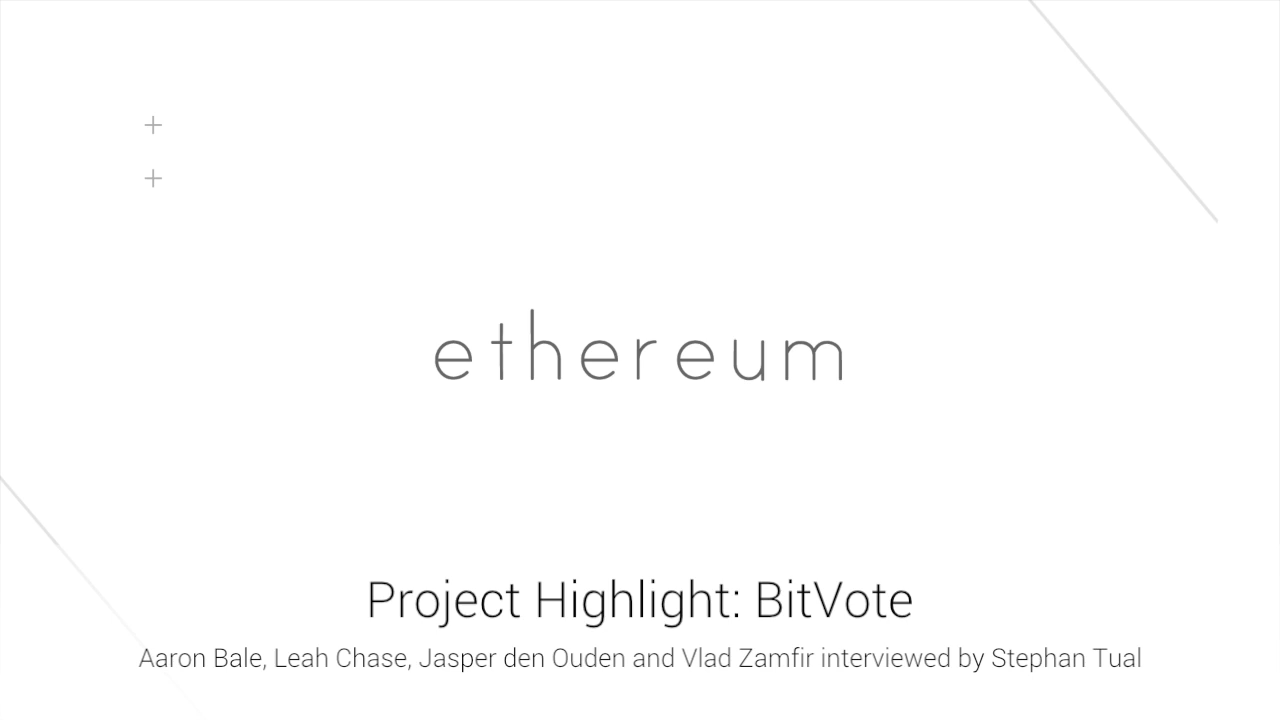 ethereum
Project Highlight: BitVote
Aaron Bale, Leah Chase, Jasper den Ouden and Vlad Zamfir interviewed by Stephan Tual